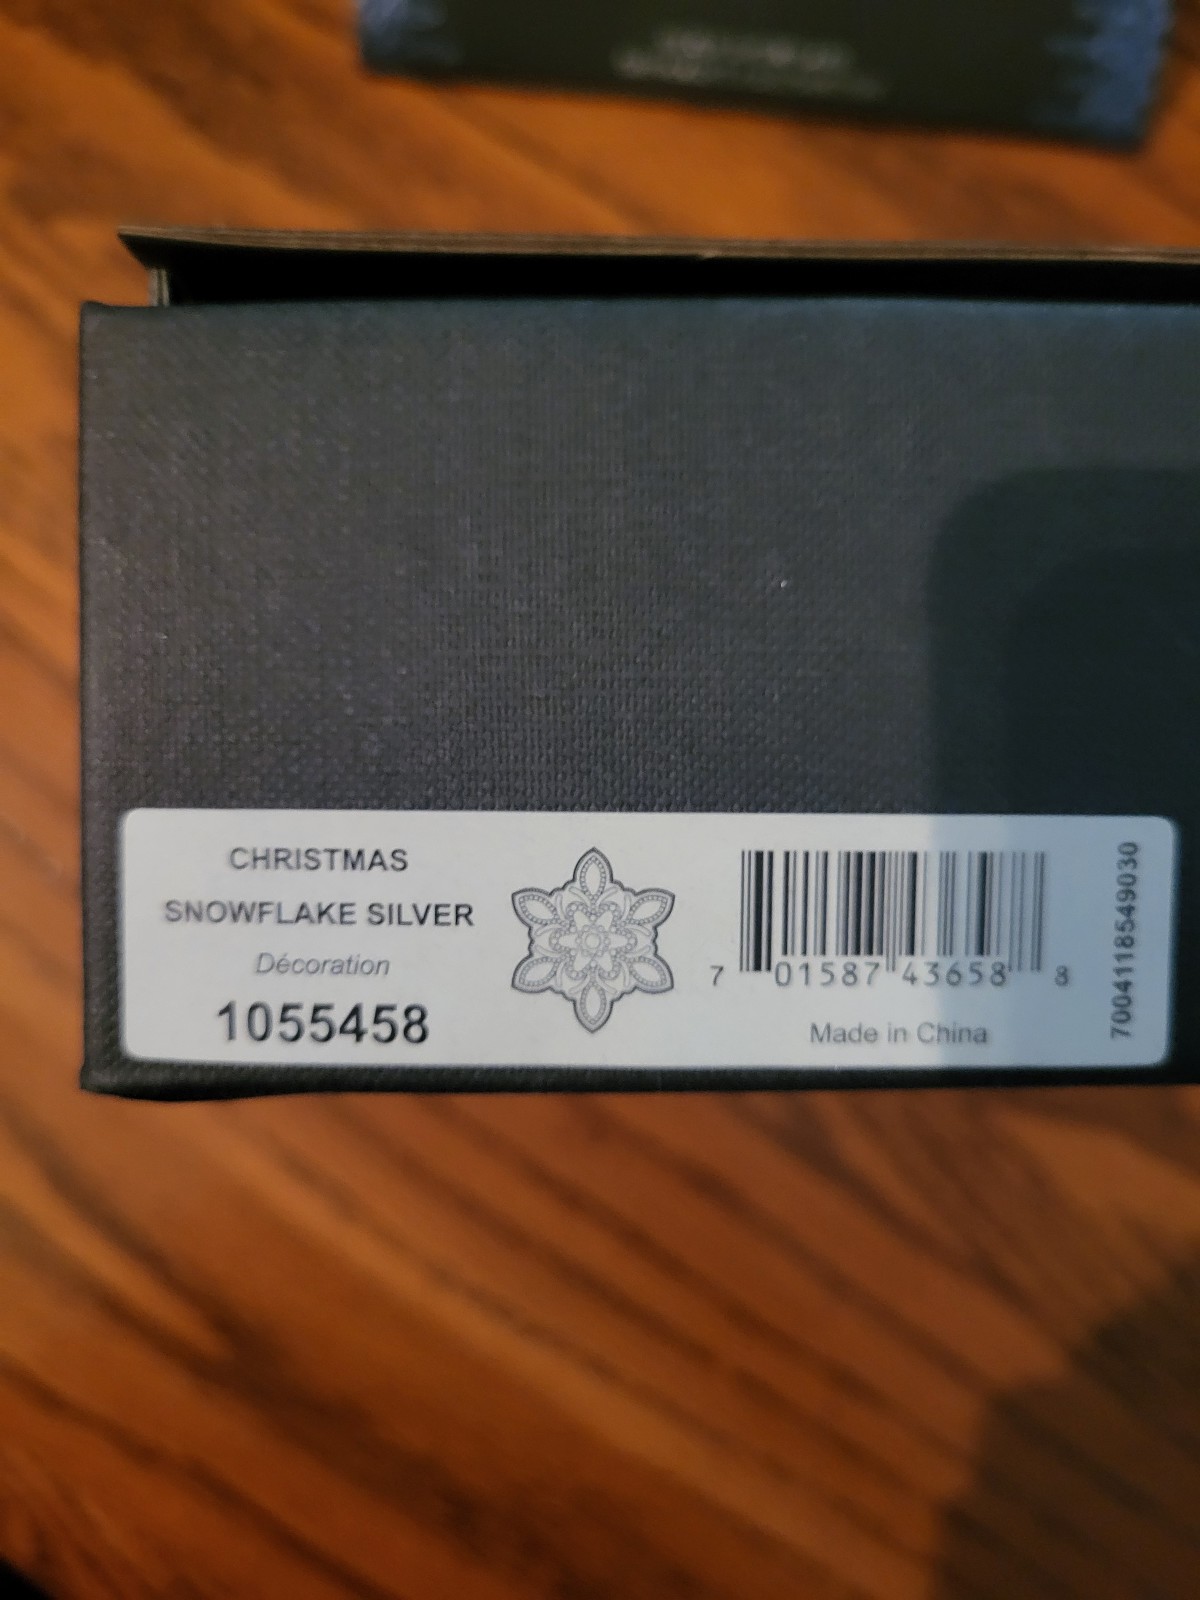 CHRISTMAS
SNOWFLAKE SILVER
Décoration
1055458
7 01587 43658 8
Made in China
7004118549030